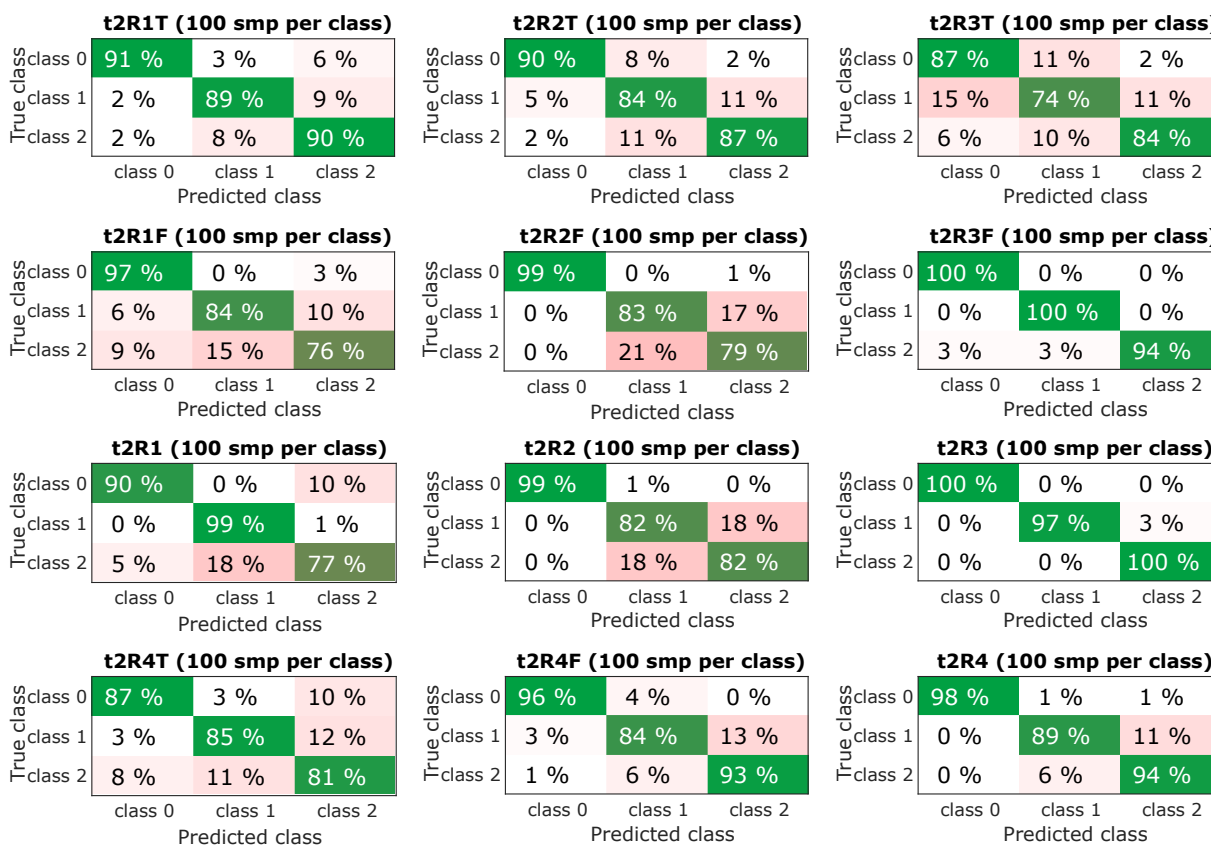 t2R1T (100 smp per class)
True class
class 0 91 % 3 % 6 %
class 1 2 % 89 % 9 %
class 2 2 % 8 % 90 %
class 0 class 1 class 2
Predicted class
t2R2T (100 smp per class)
True class
class 0 90 % 8 % 2 %
class 1 5 % 84 % 11 %
class 2 2 % 11 % 87 %
class 0 class 1 class 2
Predicted class
t2R3T (100 smp per class)
True class
class 0 87 % 11 % 2 %
class 1 15 % 74 % 11 %
class 2 6 % 10 % 84 %
class 0 class 1 class 2
Predicted class
t2R1F (100 smp per class)
True class
class 0 97 % 0 % 3 %
class 1 6 % 84 % 10 %
class 2 9 % 15 % 76 %
class 0 class 1 class 2
Predicted class
t2R2F (100 smp per class)
True class
class 0 99 % 0 % 1 %
class 1 0 % 83 % 17 %
class 2 0 % 21 % 79 %
class 0 class 1 class 2
Predicted class
t2R3F (100 smp per class)
True class
class 0 100 % 0 % 0 %
class 1 0 % 100 % 0 %
class 2 3 % 3 % 94 %
class 0 class 1 class 2
Predicted class
t2R1 (100 smp per class)
True class
class 0 90 % 0 % 10 %
class 1 0 % 99 % 1 %
class 2 5 % 18 % 77 %
class 0 class 1 class 2
Predicted class
t2R2 (100 smp per class)
True class
class 0 99 % 1 % 0 %
class 1 0 % 82 % 18 %
class 2 0 % 18 % 82 %
class 0 class 1 class 2
Predicted class
t2R3 (100 smp per class)
True class
class 0 100 % 0 % 0 %
class 1 0 % 97 % 3 %
class 2 0 % 0 % 100 %
class 0 class 1 class 2
Predicted class
t2R4T (100 smp per class)
True class
class 0 87 % 3 % 10 %
class 1 3 % 85 % 12 %
class 2 8 % 11 % 81 %
class 0 class 1 class 2
Predicted class
t2R4F (100 smp per class)
True class
class 0 96 % 4 % 0 %
class 1 3 % 84 % 13 %
class 2 1 % 6 % 93 %
class 0 class 1 class 2
Predicted class
t2R4 (100 smp per class)
True class
class 0 98 % 1 % 1 %
class 1 0 % 89 % 11 %
class 2 0 % 6 % 94 %
class 0 class 1 class 2
Predicted class